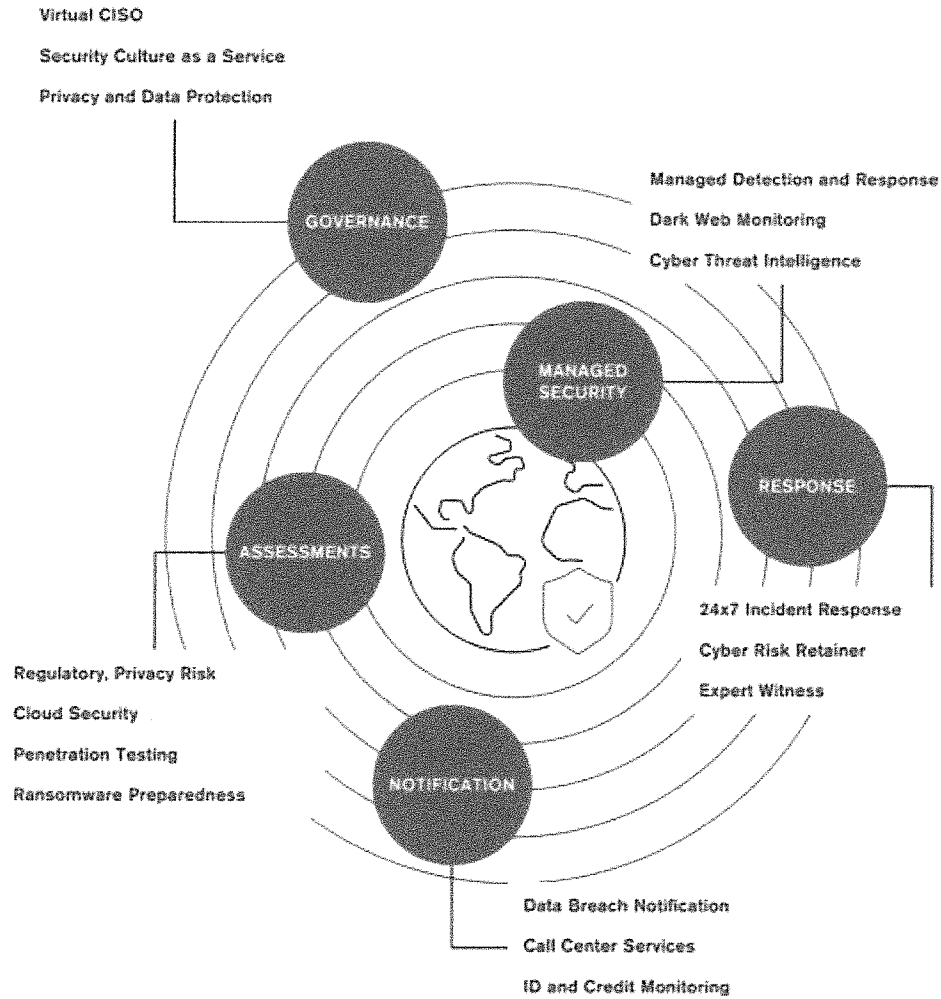 Virtual CISO
Security Culture as a Service
Privacy and Data Protection
GOVERNANCE
Managed Detection and Response
Dark Web Monitoring
Cyber Threat Intelligence
MANAGED
SECURITY
RESPONSE
24x7 Incident Response
Cyber Risk Retainer
Expert Witness
ASSESSMENTS
Regulatory, Privacy Risk
Cloud Security
Penetration Testing
Ransomware Preparedness
NOTIFICATION
Data Breach Notification
Call Center Services
ID and Credit Monitoring